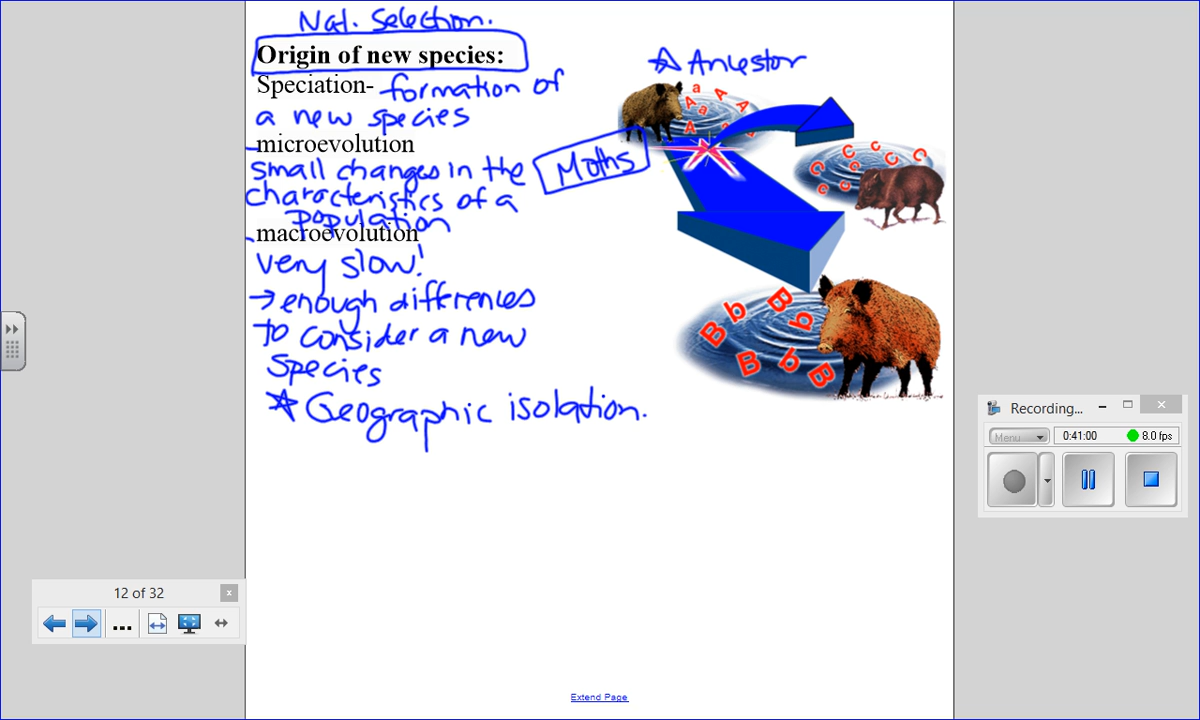 Nat. Selection.
Origin of new species:
Speciation- formation of
a new species
microevolution
small changes in the
characteristics of a
population
Moths
macroevolution
very slow!
→ enough differences
to consider a new
species
☆ Geographic isolation.
☆ Ancestor
a A A
A a
A
C C C C C
C C C
B b B b
B b B
Recording...
Menu
0:41:00
8.0 fps
12 of 32
...
Extend Page